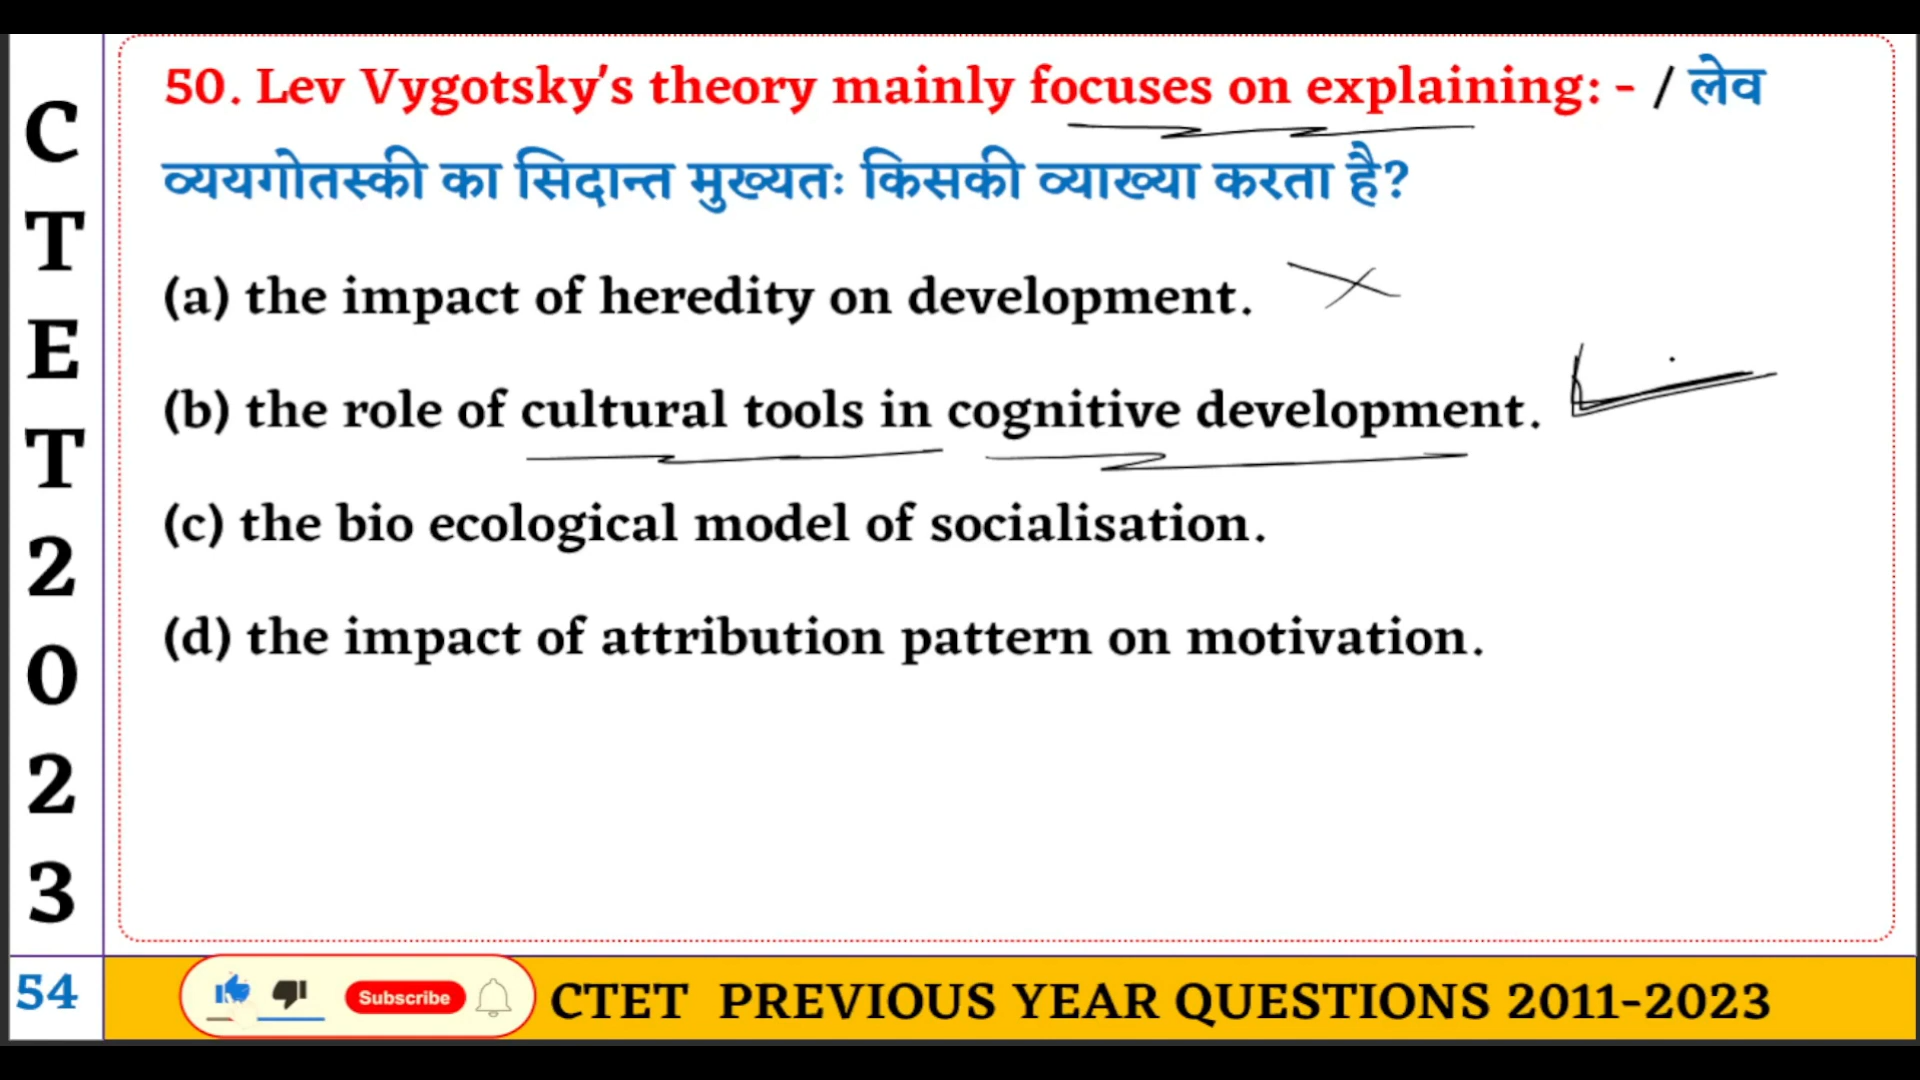 C
T
E
T
2
0
2
3
50. Lev Vygotsky's theory mainly focuses on explaining: - / लेव
व्ययगोतस्की का सिदान्त मुख्यतः किसकी व्याख्या करता है?
(a) the impact of heredity on development.
(b) the role of cultural tools in cognitive development.
(c) the bio ecological model of socialisation.
(d) the impact of attribution pattern on motivation.
54
Subscribe
CTET PREVIOUS YEAR QUESTIONS 2011-2023